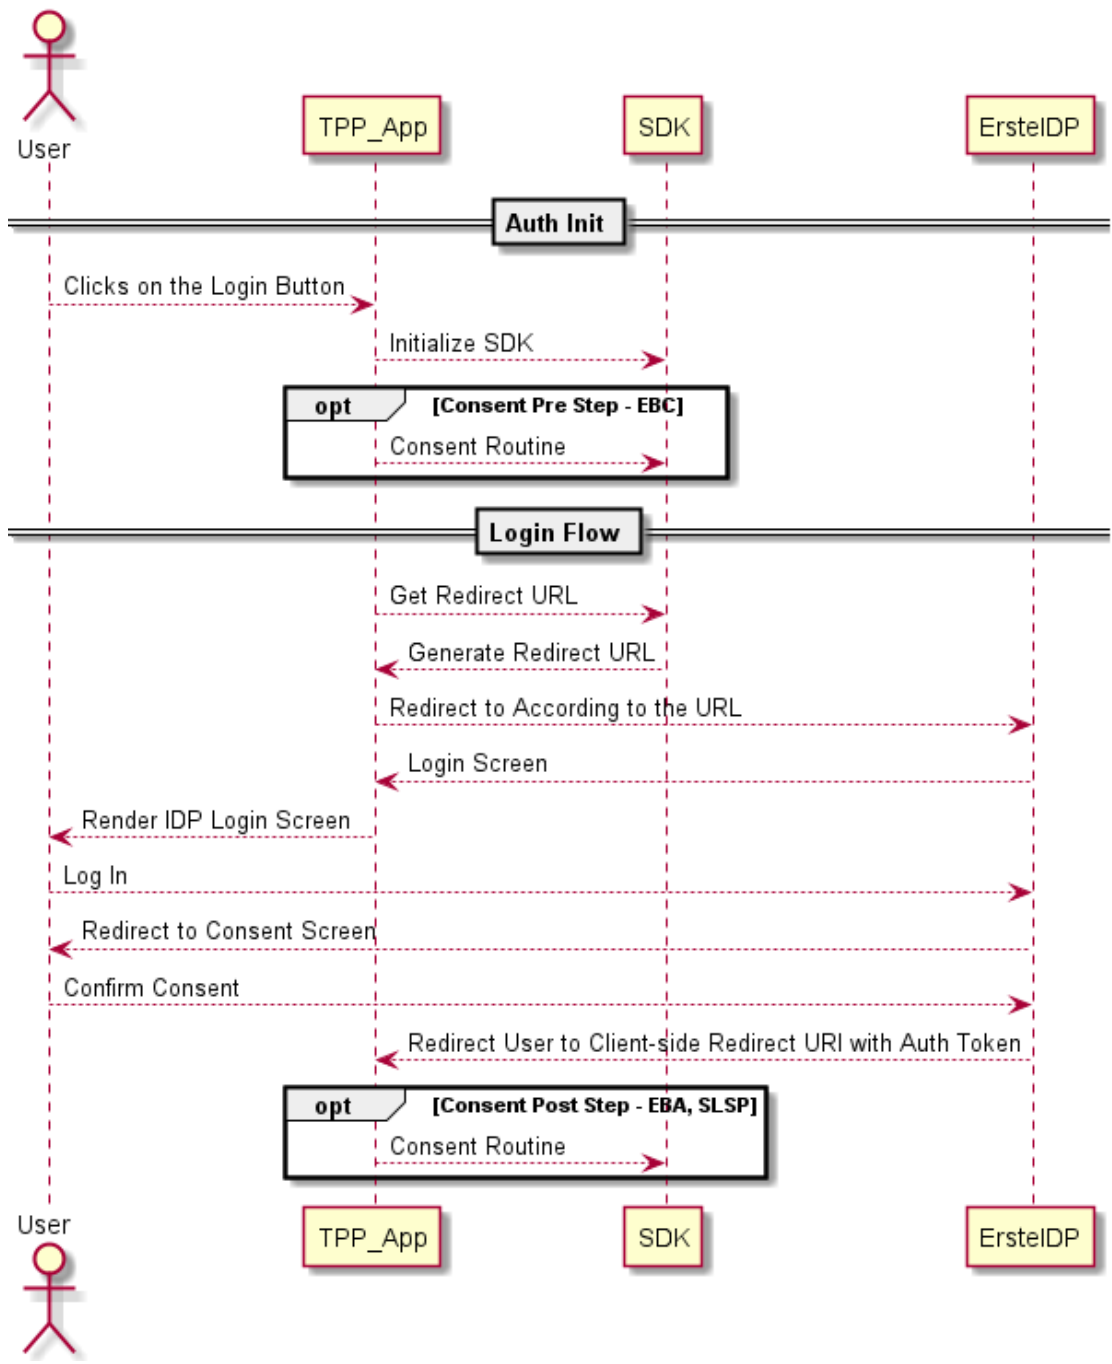 User
TPP_App
SDK
ErsteIDP
Auth Init
Clicks on the Login Button
Initialize SDK
opt
[Consent Pre Step - EBC]
Consent Routine
Login Flow
Get Redirect URL
Generate Redirect URL
Redirect to According to the URL
Login Screen
Render IDP Login Screen
Log In
Redirect to Consent Screen
Confirm Consent
Redirect User to Client-side Redirect URI with Auth Token
opt
[Consent Post Step - EBA, SLSP]
Consent Routine
User
TPP_App
SDK
ErsteIDP